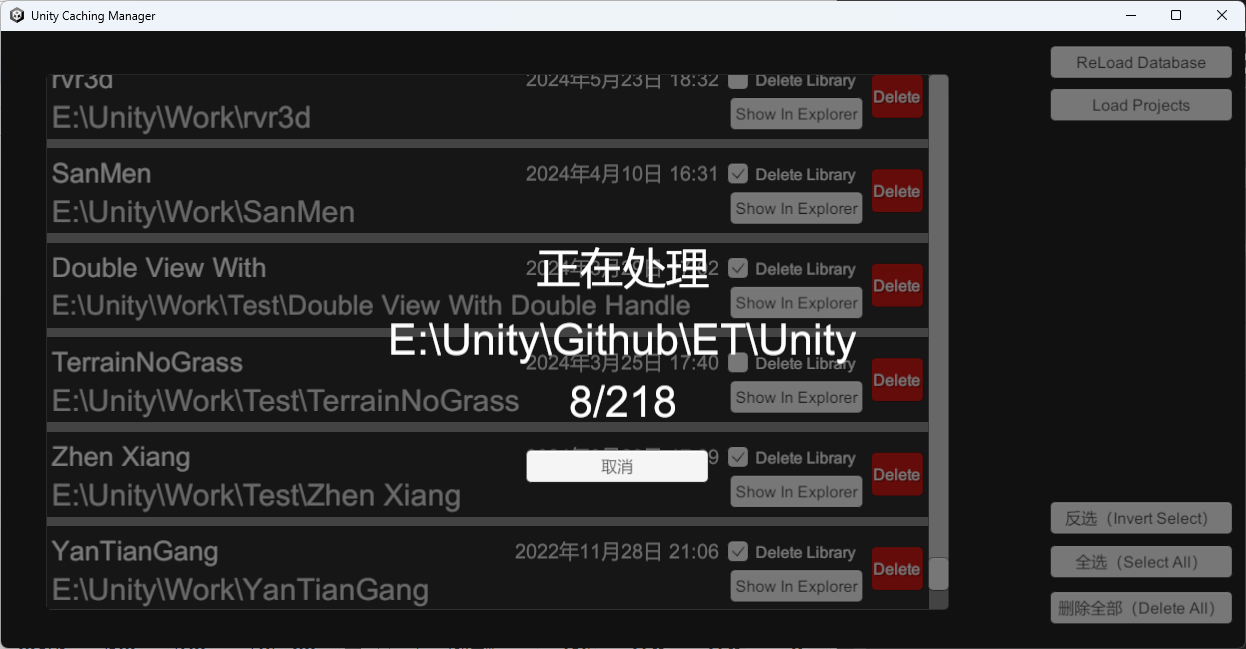 Unity Caching Manager
ReLoad Database
Load Projects
rvr3d
2024年5月23日 18:32
Delete Library
Delete
E:\Unity\Work\rvr3d
Show In Explorer
SanMen
2024年4月10日 16:31
Delete Library
Delete
E:\Unity\Work\SanMen
Show In Explorer
Double View With
Delete Library
正在处理
Delete
E:\Unity\Work\Test\Double View With Double Handle
Show In Explorer
E:\Unity\Github\ET\Unity
TerrainNoGrass
2024年3月25日 17:40
Delete Library
Delete
E:\Unity\Work\Test\TerrainNoGrass
Show In Explorer
8/218
Zhen Xiang
Delete Library
取消
Delete
E:\Unity\Work\Test\Zhen Xiang
Show In Explorer
YanTianGang
2022年11月28日 21:06
Delete Library
Delete
E:\Unity\Work\YanTianGang
Show In Explorer
反选（Invert Select）
全选（Select All）
删除全部（Delete All）